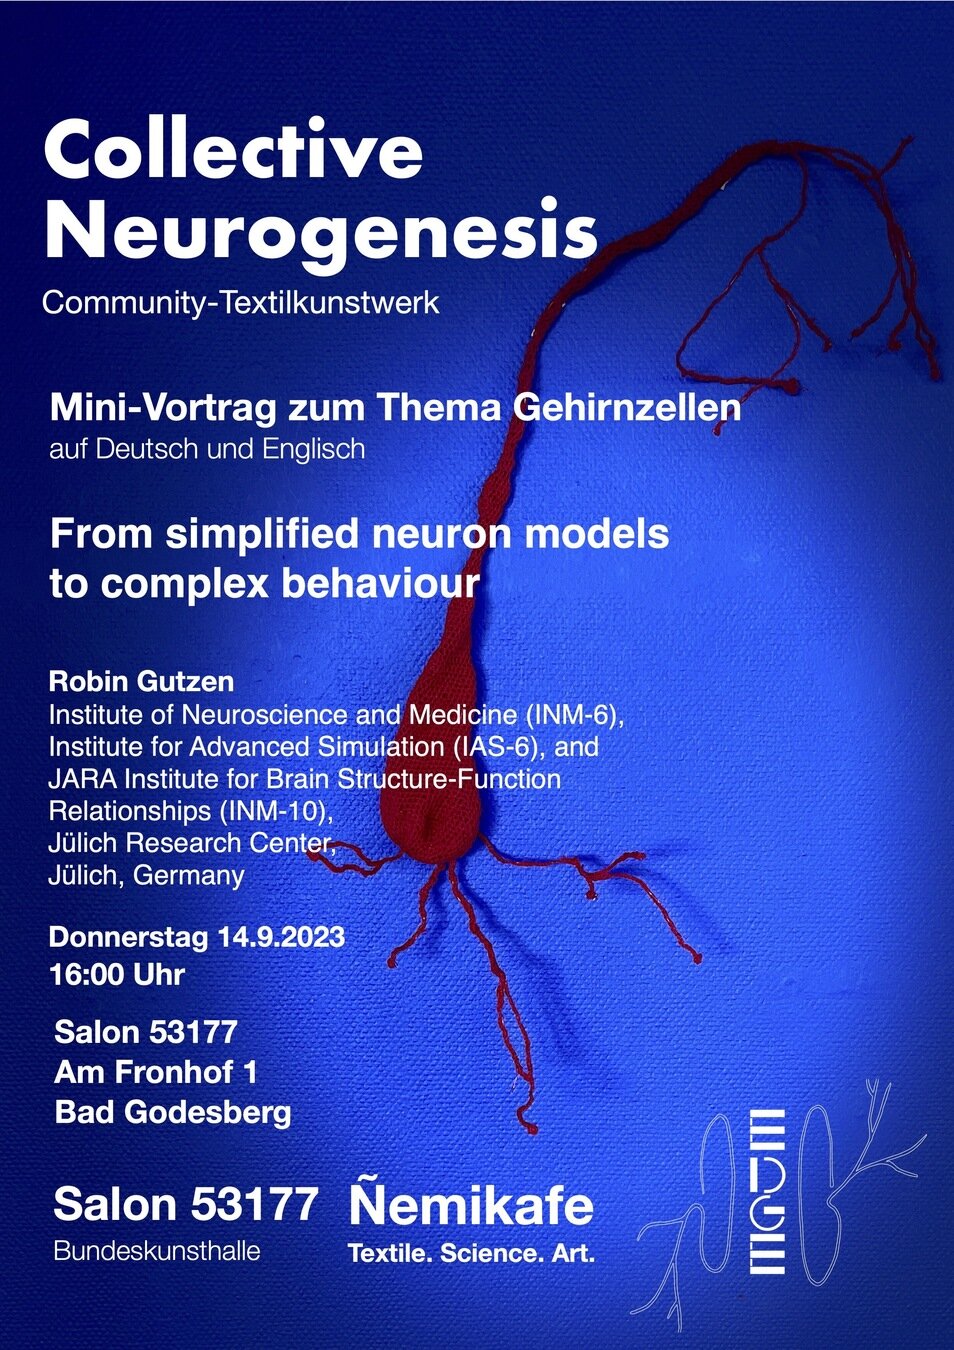 Collective
Neurogenesis
Community-Textilkunstwerk
Mini-Vortrag zum Thema Gehirnzellen
auf Deutsch und Englisch
From simplified neuron models
to complex behaviour
Robin Gutzen
Institute of Neuroscience and Medicine (INM-6),
Institute for Advanced Simulation (IAS-6), and
JARA Institute for Brain Structure-Function
Relationships (INM-10),
Jülich Research Center,
Jülich, Germany
Donnerstag 14.9.2023
16:00 Uhr
Salon 53177
Am Fronhof 1
Bad Godesberg
Salon 53177
Bundeskunsthalle
Ñemikafe
Textile. Science. Art.